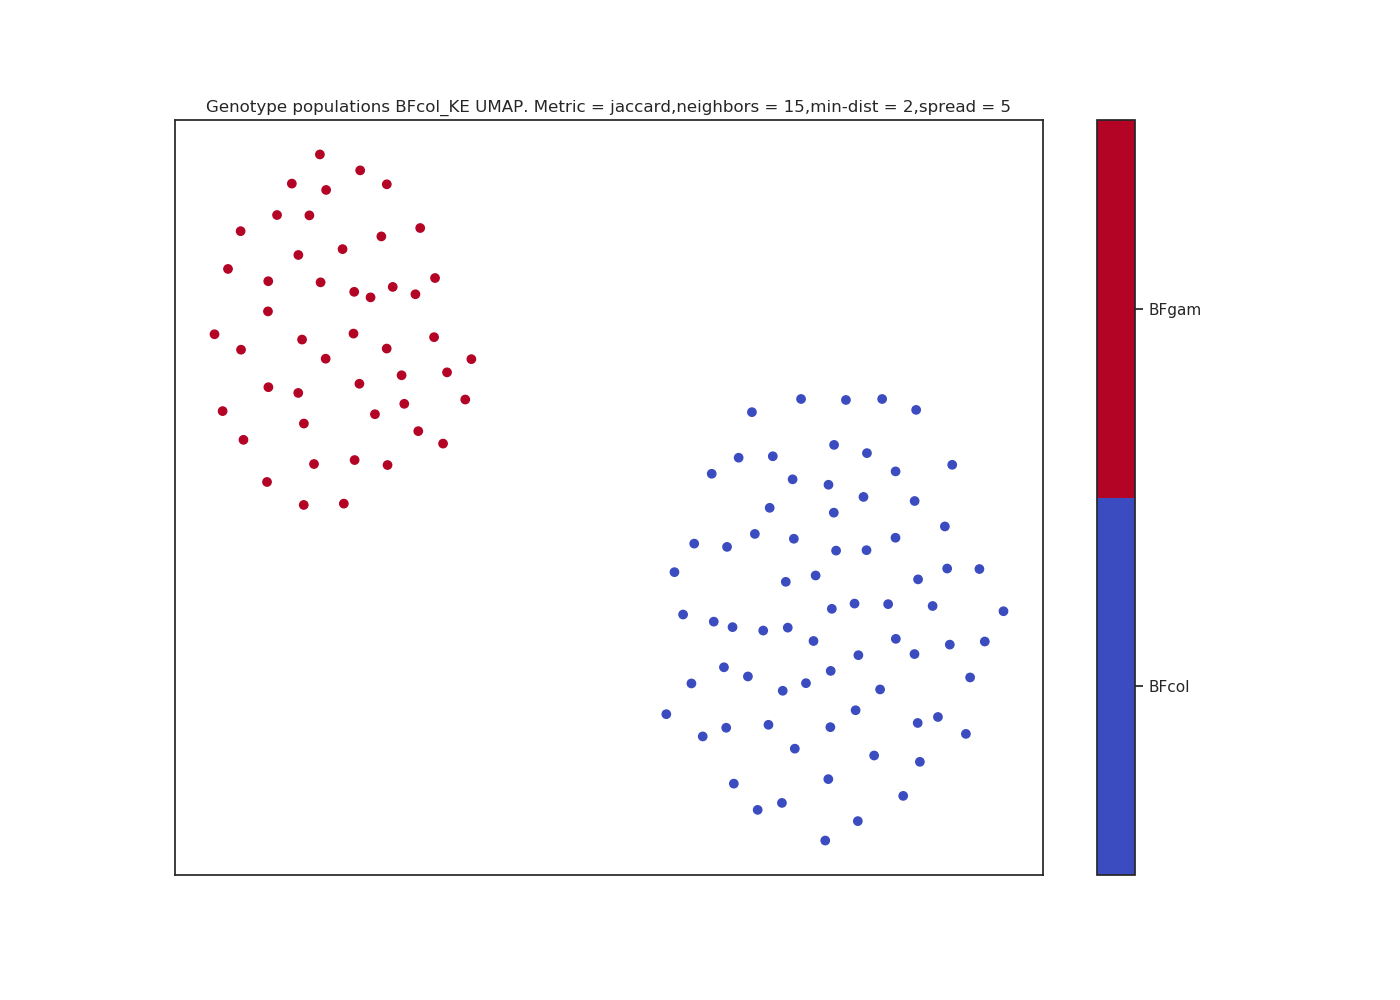 Genotype populations BFcol_KE UMAP. Metric = jaccard,neighbors = 15,min-dist = 2,spread = 5
BFgam
BFcol